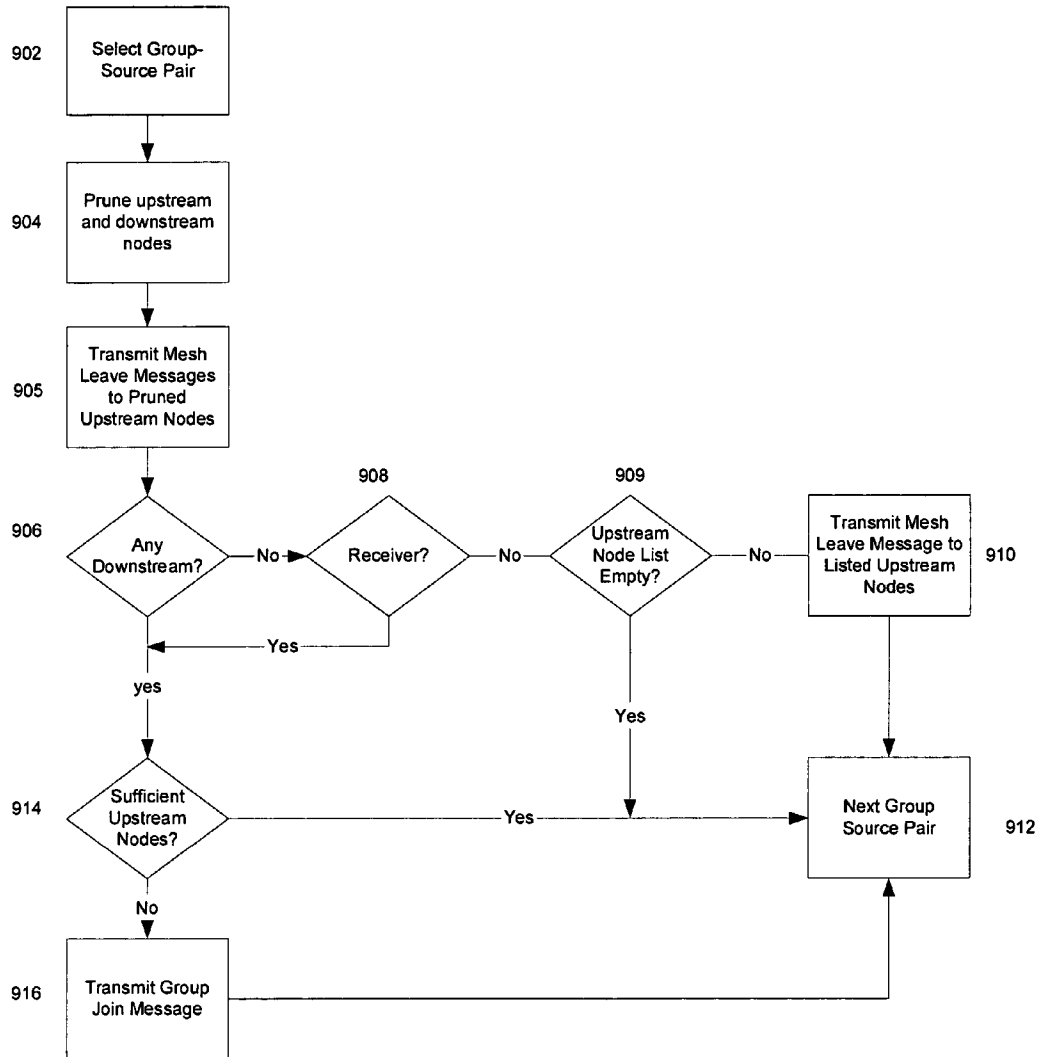 902
Select Group-
Source Pair
904
Prune upstream
and downstream
nodes
905
Transmit Mesh
Leave Messages
to Pruned
Upstream Nodes
908
909
906
Any
Downstream?
No
Receiver?
No
Upstream
Node List
Empty?
No
Transmit Mesh
Leave Message to
Listed Upstream
Nodes
910
Yes
yes
Yes
914
Sufficient
Upstream
Nodes?
Yes
Next Group
Source Pair
912
No
916
Transmit Group
Join Message